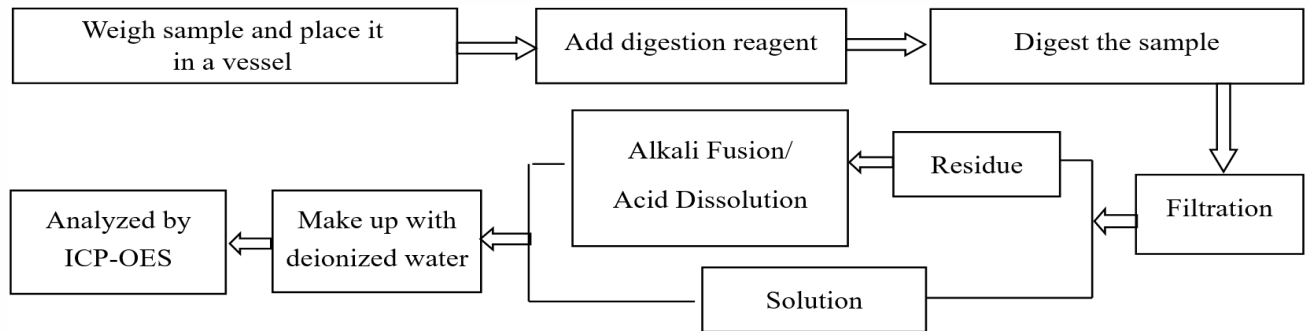 Weigh sample and place it
in a vessel
Add digestion reagent
Digest the sample
Filtration
Residue
Alkali Fusion/
Acid Dissolution
Solution
Make up with
deionized water
Analyzed by
ICP-OES